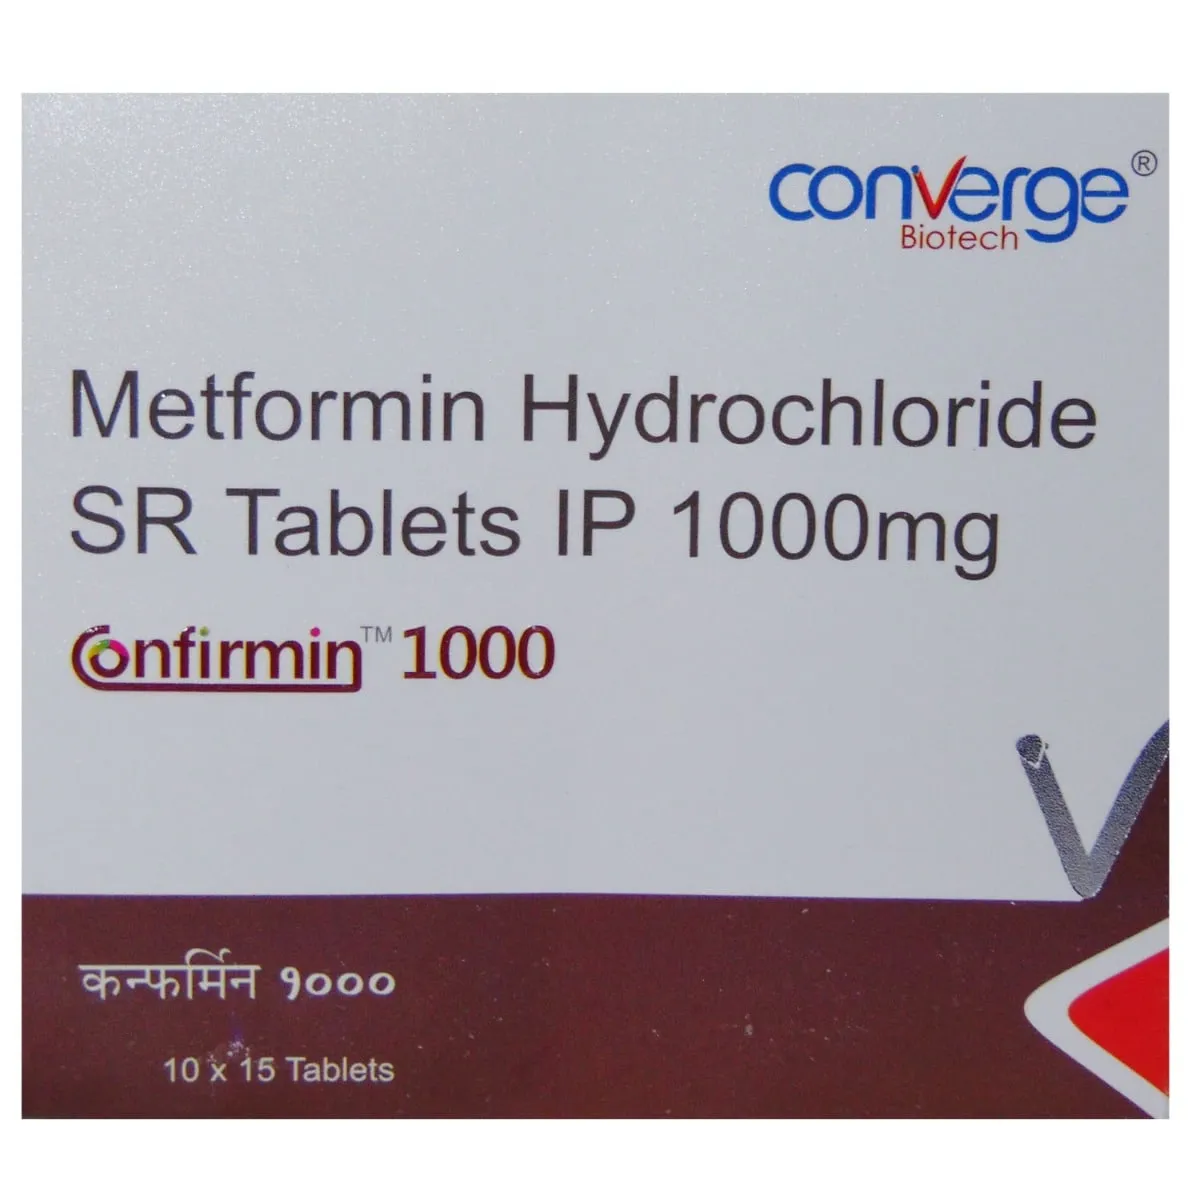 converge®
Biotech
Metformin Hydrochloride
SR Tablets IP 1000mg
Confirmin™ 1000
कन्फर्मिन १०००
10 x 15 Tablets